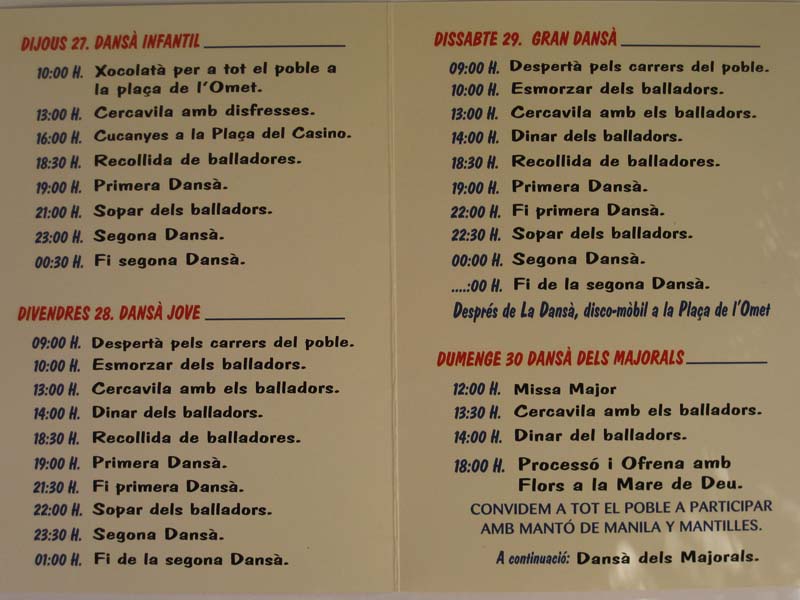 DIJOUS 27. DANSÀ INFANTIL
10:00 H. Xocolatà per a tot el poble a
la plaça de l'Omet.
13:00 H. Cercavila amb disfresses.
16:00 H. Cucanyes a la Plaça del Casino.
18:30 H. Recollida de balladores.
19:00 H. Primera Dansà.
21:00 H. Sopar dels balladors.
23:00 H. Segona Dansà.
00:30 H. Fi segona Dansà.
DIVENDRES 28. DANSÀ JOVE
09:00 H. Despertà pels carrers del poble.
10:00 H. Esmorzar dels balladors.
13:00 H. Cercavila amb els balladors.
14:00 H. Dinar dels balladors.
18:30 H. Recollida de balladores.
19:00 H. Primera Dansà.
21:30 H. Fi primera Dansà.
22:00 H. Sopar dels balladors.
23:30 H. Segona Dansà.
01:00 H. Fi de la segona Dansà.
DISSABTE 29. GRAN DANSÀ
09:00 H. Despertà pels carrers del poble.
10:00 H. Esmorzar dels balladors.
13:00 H. Cercavila amb els balladors.
14:00 H. Dinar dels balladors.
18:30 H. Recollida de balladores.
19:00 H. Primera Dansà.
22:00 H. Fi primera Dansà.
22:30 H. Sopar dels balladors.
00:00 H. Segona Dansà.
....:00 H. Fi de la segona Dansà.
Després de La Dansà, disco-mòbil a la Plaça de l'Omet
DUMENGE 30 DANSÀ DELS MAJORALS
12:00 H. Missa Major
13:30 H. Cercavila amb els balladors.
14:00 H. Dinar del balladors.
18:00 H. Processó i Ofrena amb
Flors a la Mare de Deu.
CONVIDEM A TOT EL POBLE A PARTICIPAR
AMB MANTÓ DE MANILA Y MANTILLES.
A continuació: Dansà dels Majorals.